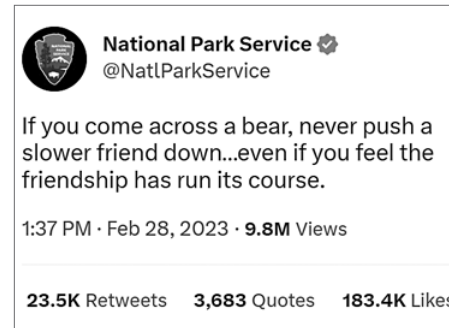 National Park Service
@NatlParkService
If you come across a bear, never push a
slower friend down...even if you feel the
friendship has run its course.
1:37 PM · Feb 28, 2023 · 9.8M Views
23.5K Retweets 3,683 Quotes 183.4K Likes